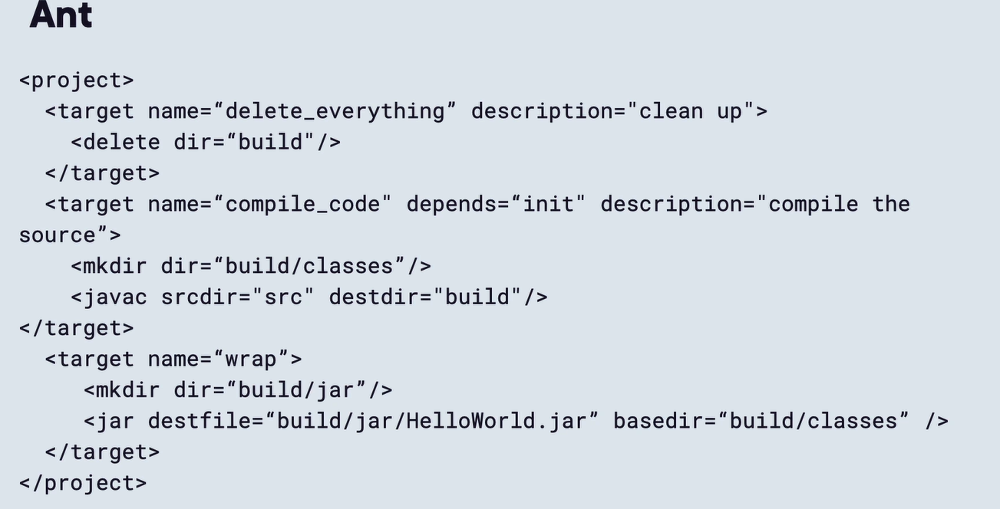 Ant
<project>
<target name=“delete_everything” description="clean up">
<delete dir=“build"/>
</target>
<target name=“compile_code" depends=“init" description="compile the
source”>
<mkdir dir=“build/classes”/>
<javac srcdir="src" destdir="build"/>
</target>
<target name=“wrap”>
<mkdir dir=“build/jar”/>
<jar destfile=“build/jar/HelloWorld.jar” basedir=“build/classes” />
</target>
</project>